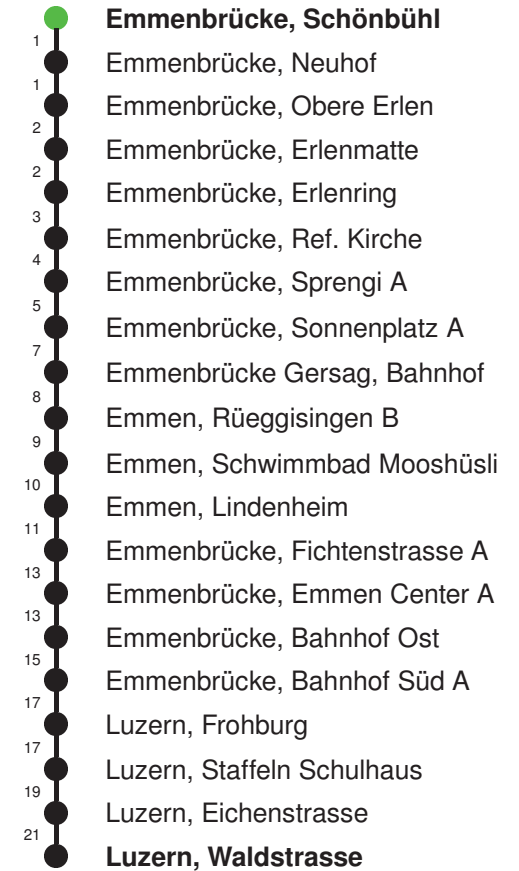 Emmenbrücke, Schönbühl
1
Emmenbrücke, Neuhof
1
Emmenbrücke, Obere Erlen
2
Emmenbrücke, Erlenmatte
2
Emmenbrücke, Erlenring
3
Emmenbrücke, Ref. Kirche
4
Emmenbrücke, Sprengi A
5
Emmenbrücke, Sonnenplatz A
7
Emmenbrücke Gersag, Bahnhof
8
Emmen, Rüeggisingen B
9
Emmen, Schwimmbad Mooshüsli
10
Emmen, Lindenheim
11
Emmenbrücke, Fichtenstrasse A
13
Emmenbrücke, Emmen Center A
13
Emmenbrücke, Bahnhof Ost
15
Emmenbrücke, Bahnhof Süd A
17
Luzern, Frohburg
17
Luzern, Staffeln Schulhaus
19
Luzern, Eichenstrasse
21
Luzern, Waldstrasse